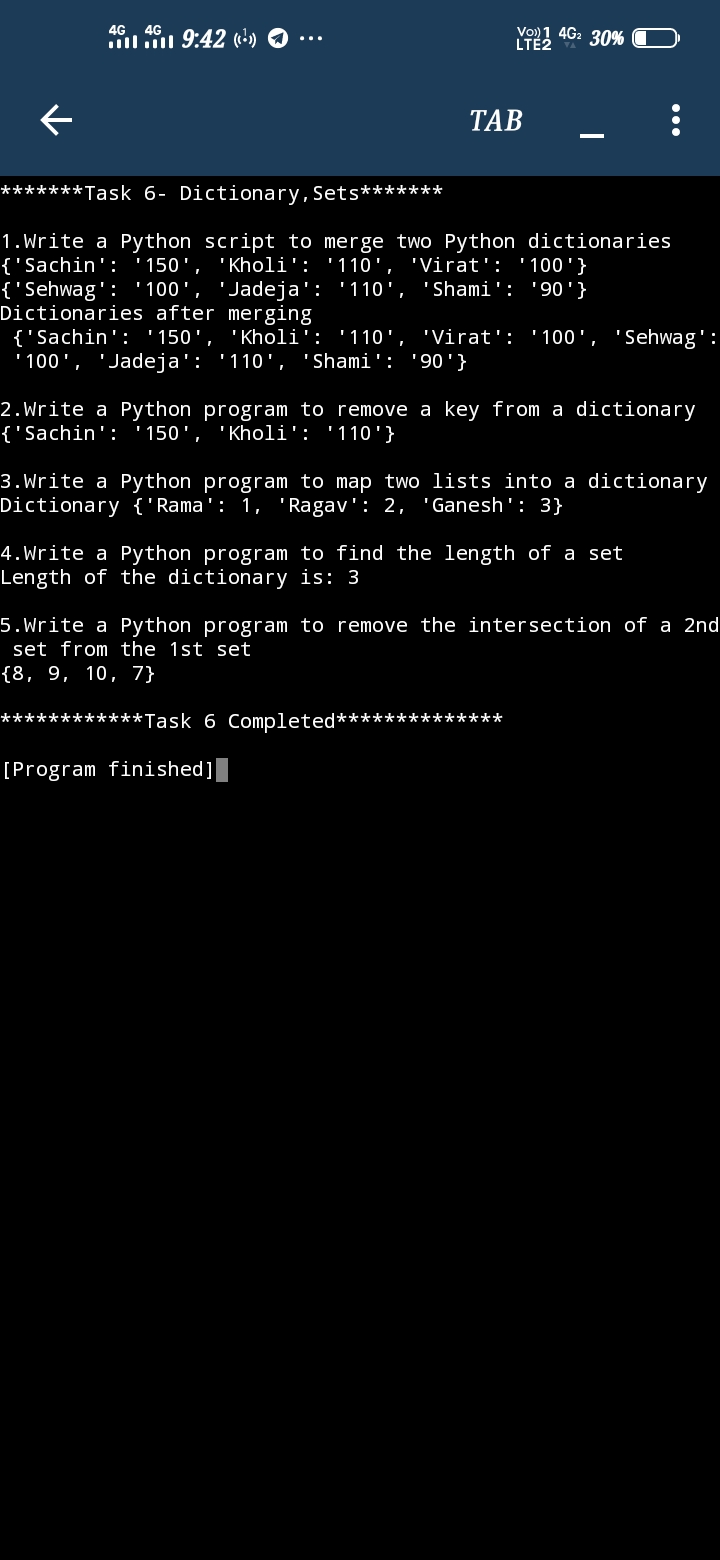 4G 4G 9:42 30%
Vo) 1 4G2
LTE2
TAB
*******Task 6- Dictionary,Sets*******
1.Write a Python script to merge two Python dictionaries
{'Sachin': '150', 'Kholi': '110', 'Virat': '100'}
{'Sehwag': '100', 'Jadeja': '110', 'Shami': '90'}
Dictionaries after merging
{'Sachin': '150', 'Kholi': '110', 'Virat': '100', 'Sehwag':
'100', 'Jadeja': '110', 'Shami': '90'}
2.Write a Python program to remove a key from a dictionary
{'Sachin': '150', 'Kholi': '110'}
3.Write a Python program to map two lists into a dictionary
Dictionary {'Rama': 1, 'Ragav': 2, 'Ganesh': 3}
4.Write a Python program to find the length of a set
Length of the dictionary is: 3
5.Write a Python program to remove the intersection of a 2nd
set from the 1st set
{8, 9, 10, 7}
************Task 6 Completed**************
[Program finished]